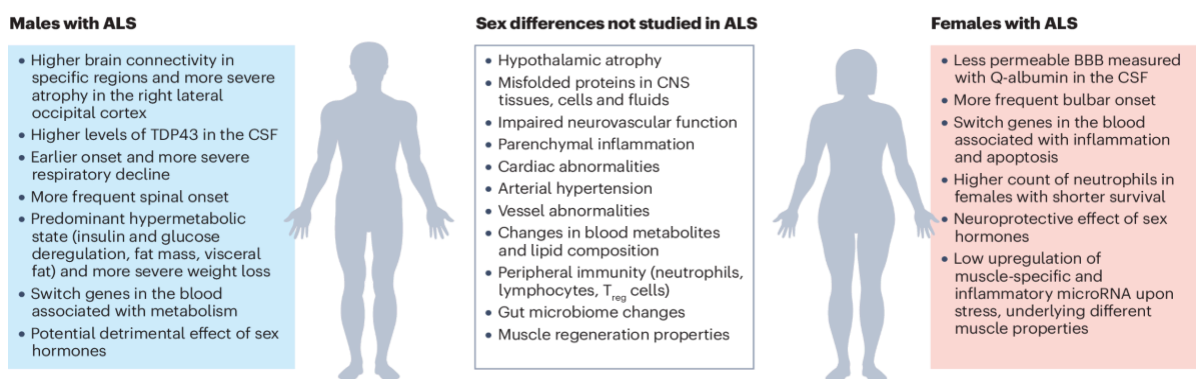 Males with ALS
• Higher brain connectivity in
specific regions and more severe
atrophy in the right lateral
occipital cortex
• Higher levels of TDP43 in the CSF
• Earlier onset and more severe
respiratory decline
• More frequent spinal onset
• Predominant hypermetabolic
state (insulin and glucose
deregulation, fat mass, visceral
fat) and more severe weight loss
• Switch genes in the blood
associated with metabolism
• Potential detrimental effect of sex
hormones
Sex differences not studied in ALS
• Hypothalamic atrophy
• Misfolded proteins in CNS
tissues, cells and fluids
• Impaired neurovascular function
• Parenchymal inflammation
• Cardiac abnormalities
• Arterial hypertension
• Vessel abnormalities
• Changes in blood metabolites
and lipid composition
• Peripheral immunity (neutrophils,
lymphocytes, Treg cells)
• Gut microbiome changes
• Muscle regeneration properties
Females with ALS
• Less permeable BBB measured
with Q-albumin in the CSF
• More frequent bulbar onset
• Switch genes in the blood
associated with inflammation
and apoptosis
• Higher count of neutrophils in
females with shorter survival
• Neuroprotective effect of sex
hormones
• Low upregulation of
muscle-specific and
inflammatory microRNA upon
stress, underlying different
muscle properties